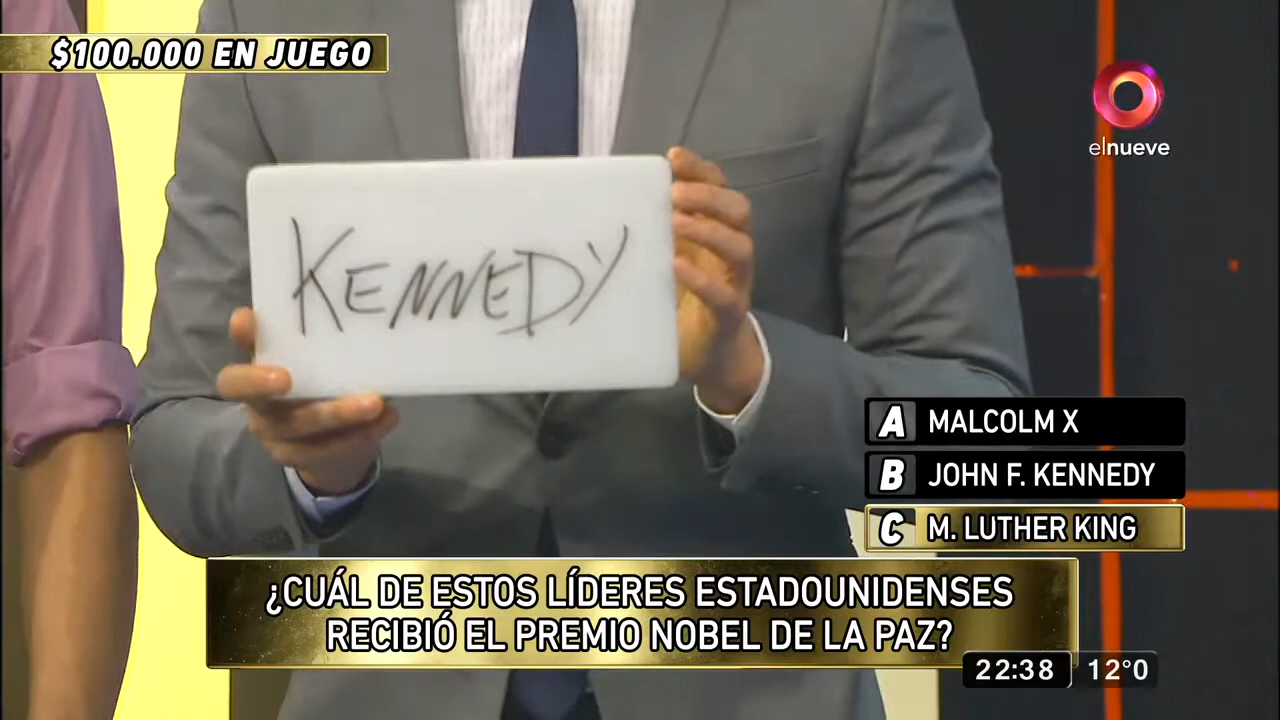 $100.000 EN JUEGO
elnueve
KENNEDY
A MALCOLM X
B JOHN F. KENNEDY
C M. LUTHER KING
¿CUÁL DE ESTOS LÍDERES ESTADOUNIDENSES
RECIBIÓ EL PREMIO NOBEL DE LA PAZ?
22:38 12°0